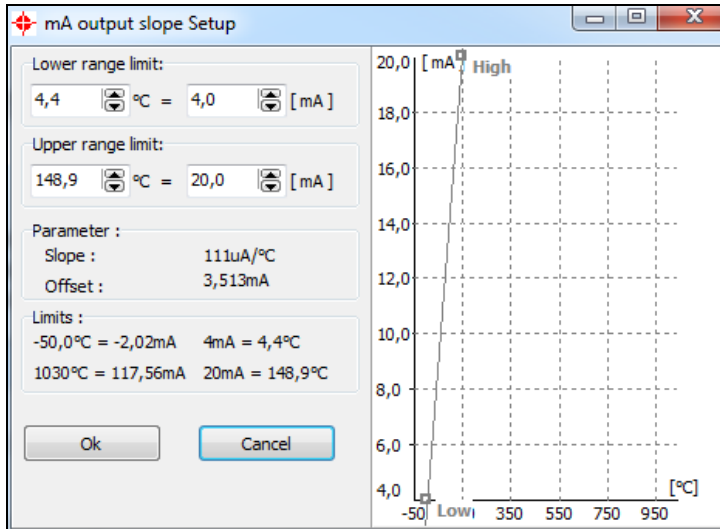 mA output slope Setup
Lower range limit:
4,4 °C = 4,0 [ mA ]
Upper range limit:
148,9 °C = 20,0 [ mA ]
Parameter :
Slope : 111uA/°C
Offset : 3,513mA
Limits :
-50,0°C = -2,02mA 4mA = 4,4°C
1030°C = 117,56mA 20mA = 148,9°C
Ok Cancel
20,0 [ mA High
18,0
16,0
14,0
12,0
10,0
8,0
6,0
4,0 [°C]
-50 Low 350 550 750 950